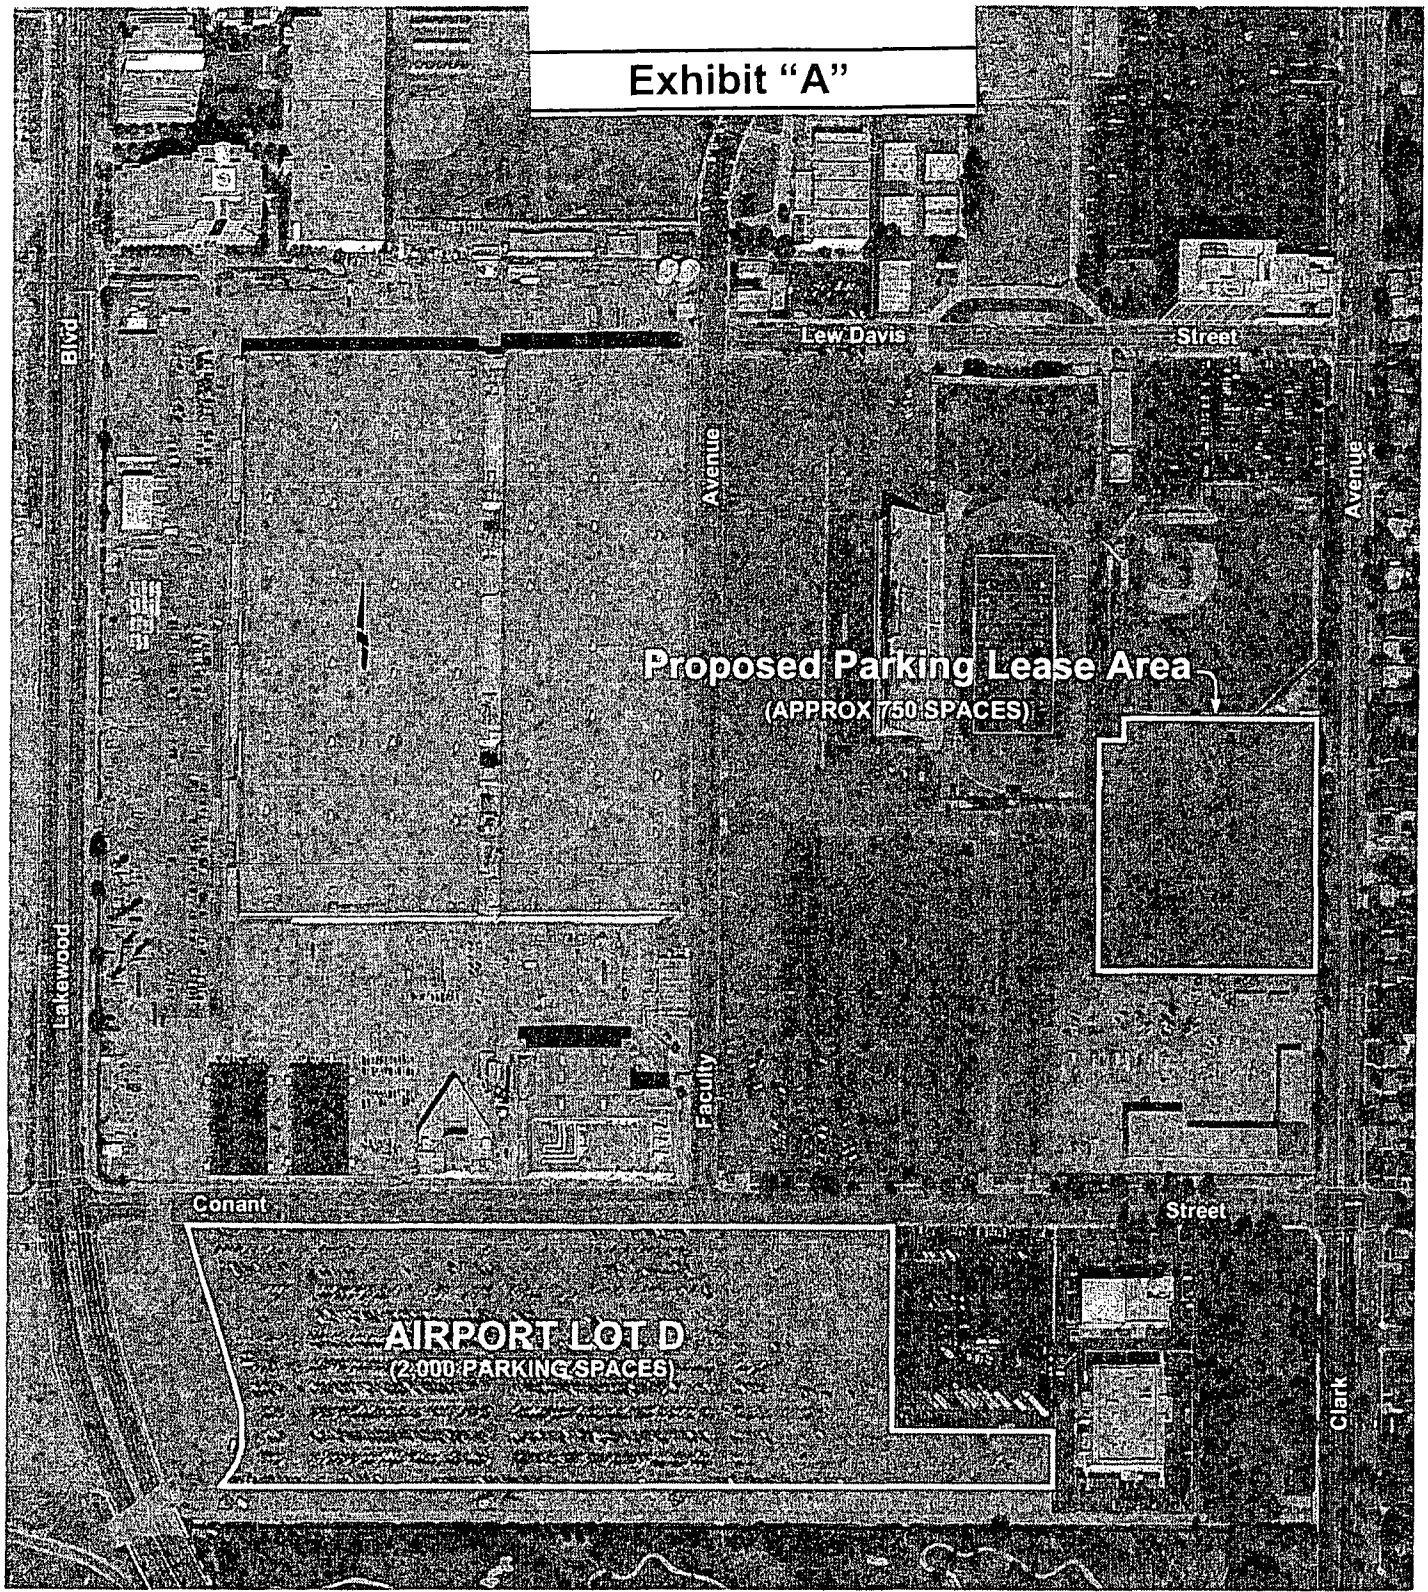 Exhibit “A”
Blvd
Lew Davis
Street
Avenue
Avenue
Proposed Parking Lease Area
(APPROX 750 SPACES)
Lakewood
Faculty
Conant
Street
AIRPORT LOT D
(2,000 PARKING SPACES)
Clark